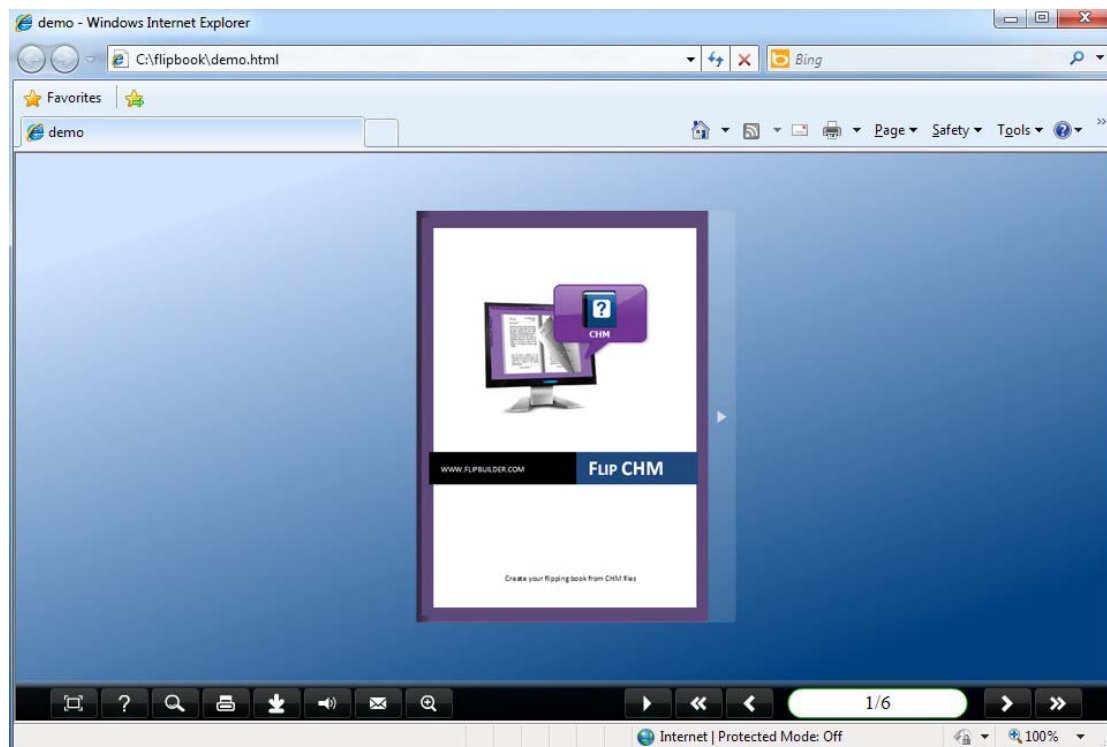 demo - Windows Internet Explorer
C:\flipbook\demo.html
Bing
Favorites
demo
Page Safety Tools ? »
?
CHM
WWW.FLIPBUILDER.COM FLIP CHM
Create your flipping book from CHM files
? 1/6
Internet | Protected Mode: Off 100%